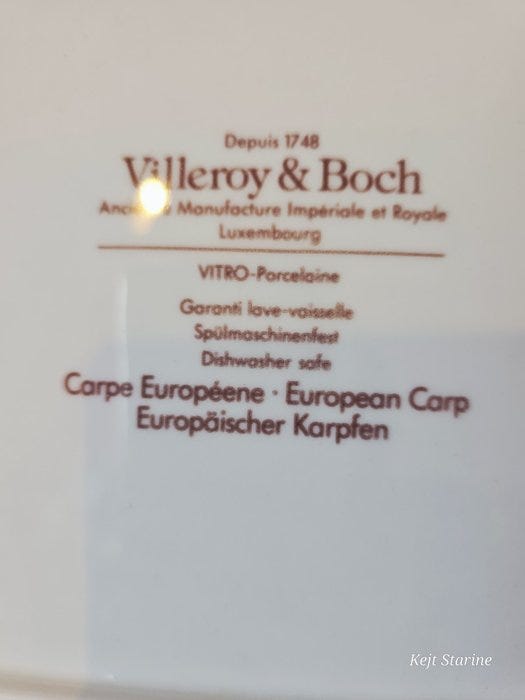 Depuis 1748
Villeroy & Boch
Manufacture Impériale et Royale
Luxembourg
VITRO-Porcelaine
Garanti lave-vaisselle
Spülmaschinenfest
Dishwasher safe
Carpe Européene · European Carp
Europäischer Karpfen
Kejt Starine